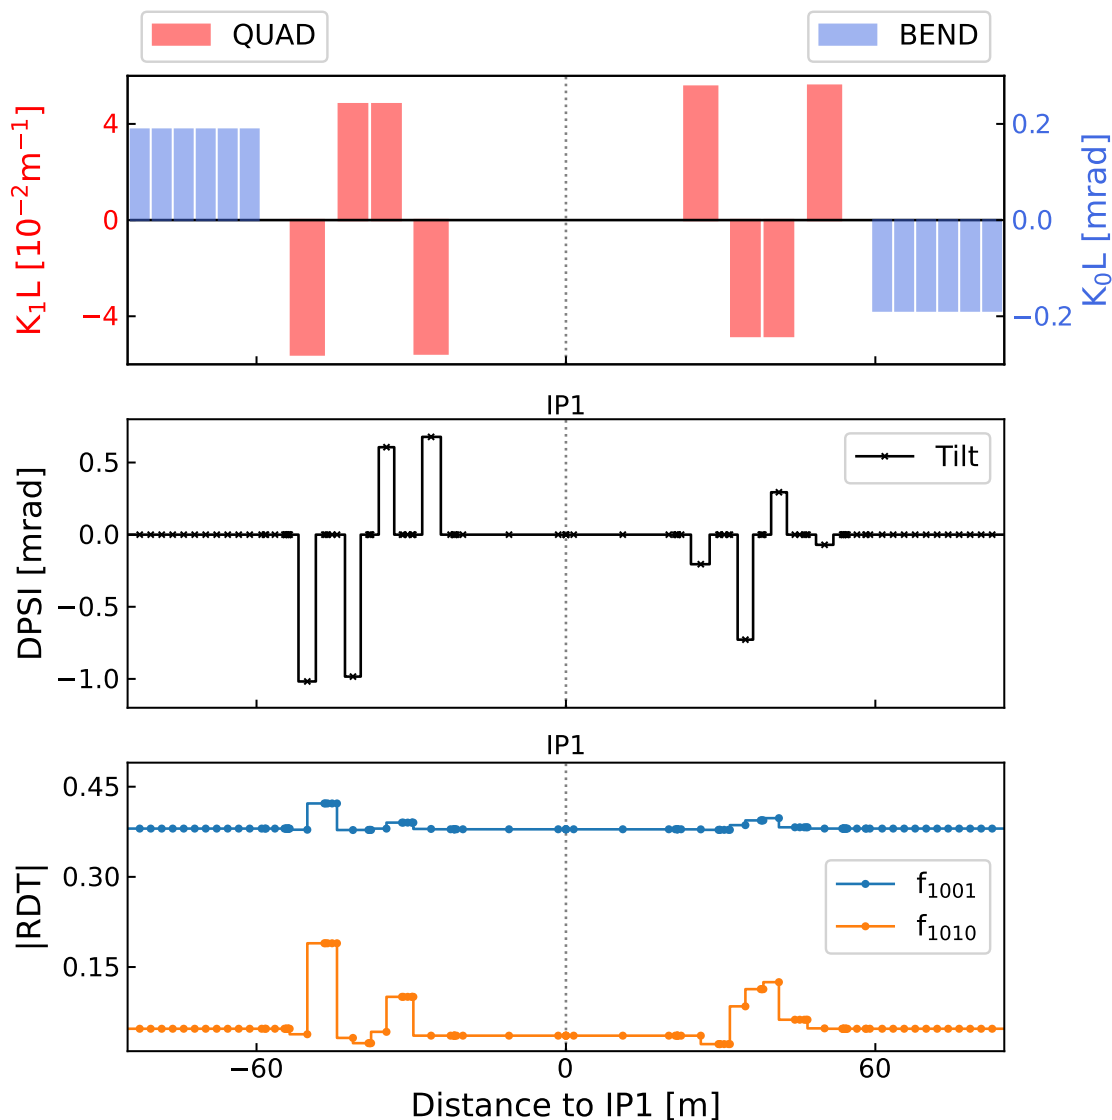 QUAD
BEND
K₁L [10⁻²m⁻¹]
4
0
−4
K₀L [mrad]
0.2
0.0
−0.2
IP1
DPSI [mrad]
0.5
0.0
−0.5
−1.0
Tilt
IP1
|RDT|
0.45
0.30
0.15
f₁₀₀₁
f₁₀₁₀
−60
0
60
Distance to IP1 [m]